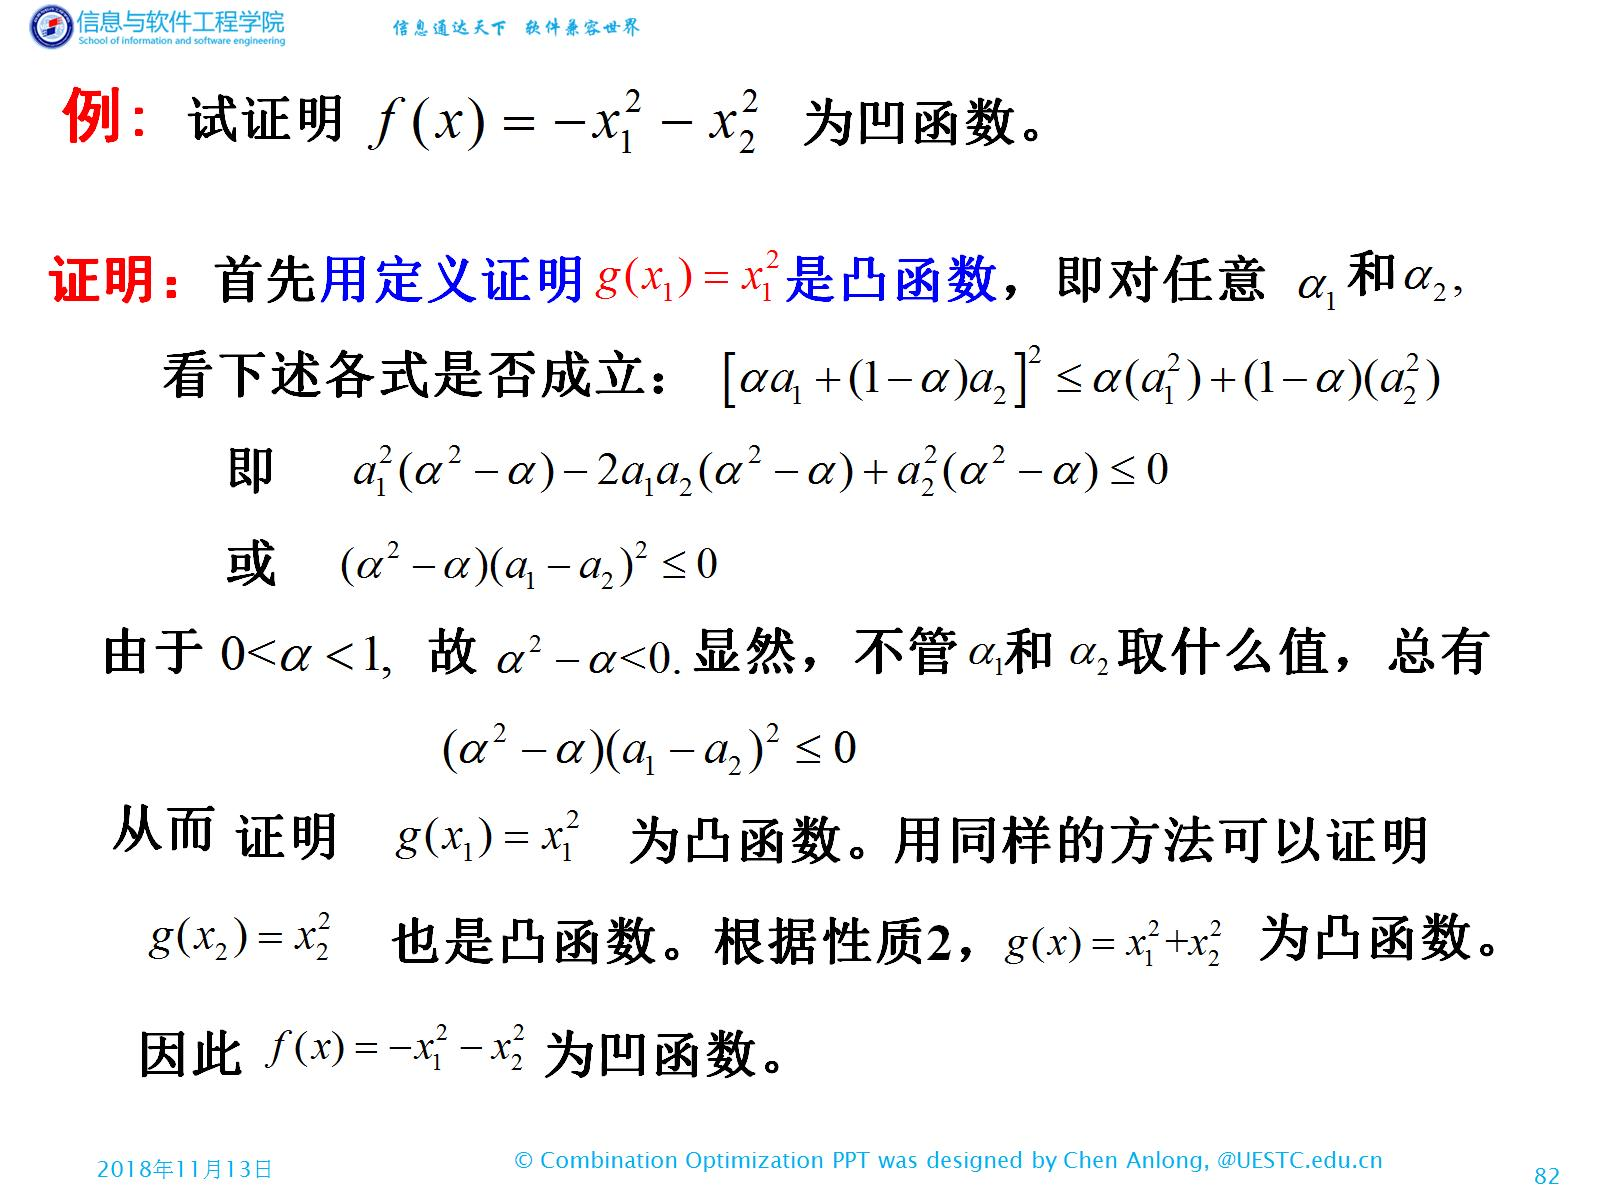 信息与软件工程学院
School of information and software engineering
信息通达天下 软件兼容世界
例: 试证明 f(x) = −x₁² − x₂² 为凹函数。
证明：首先用定义证明 g(x₁) = x₁² 是凸函数，即对任意 α₁ 和 α₂,
看下述各式是否成立： [αa₁ + (1−α)a₂]² ≤ α(a₁²) + (1−α)(a₂²)
即 a₁²(α² − α) − 2a₁a₂(α² − α) + a₂²(α² − α) ≤ 0
或 (α² − α)(a₁ − a₂)² ≤ 0
由于 0<α<1, 故 α² − α<0. 显然，不管 α₁和 α₂ 取什么值，总有
(α² − α)(a₁ − a₂)² ≤ 0
从而 证明 g(x₁) = x₁² 为凸函数。用同样的方法可以证明
g(x₂) = x₂² 也是凸函数。根据性质2， g(x) = x₁²+x₂² 为凸函数。
因此 f(x) = −x₁² − x₂² 为凹函数。
2018年11月13日
© Combination Optimization PPT was designed by Chen Anlong, @UESTC.edu.cn
82